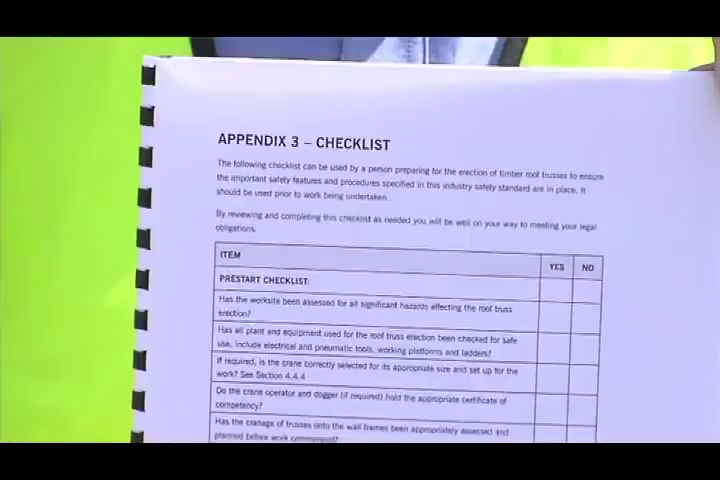 APPENDIX 3 – CHECKLIST
The following checklist can be used by a person preparing for the erection of timber roof trusses to ensure
the important safety features and procedures specified in this industry safety standard are in place. It
should be used prior to work being undertaken.
By reviewing and completing this checklist as needed you will be well on your way to meeting your legal
obligations.
ITEM YES NO
PRESTART CHECKLIST:
Has the worksite been assessed for all significant hazards affecting the roof truss
erection?
Has all plant and equipment used for the roof truss erection been checked for safe
use, include electrical and pneumatic tools, working platforms and ladders?
If required, is the crane correctly selected for its appropriate size and set up for the
work? See Section 4.4.4
Do the crane operator and dogger (if required) hold the appropriate certificate of
competency?
Has the cranage of trusses onto the wall frames been appropriately assessed and
planned before work commenced?